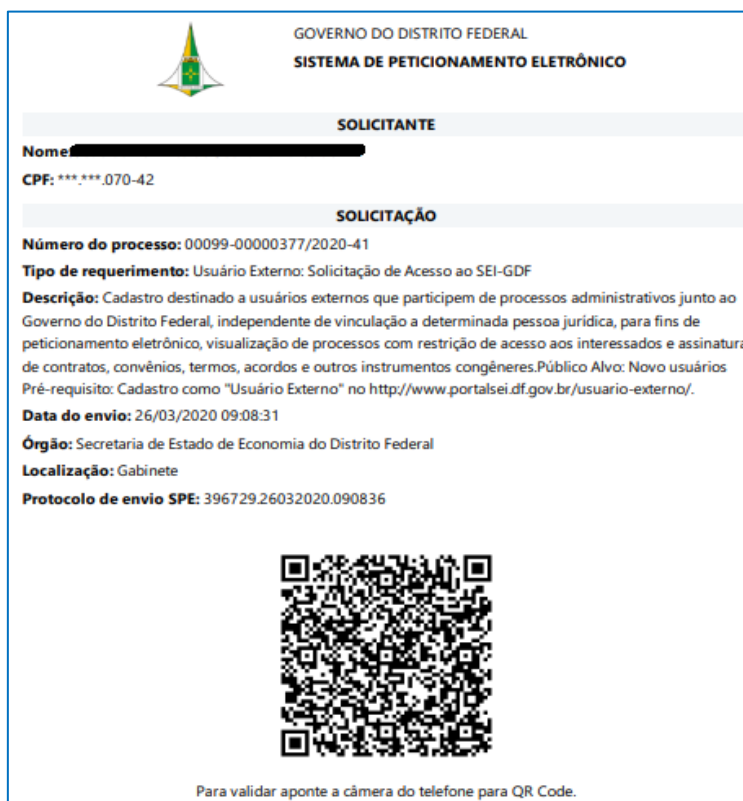 GOVERNO DO DISTRITO FEDERAL
SISTEMA DE PETICIONAMENTO ELETRÔNICO
SOLICITANTE
Nome:
CPF: ***.***.070-42
SOLICITAÇÃO
Número do processo: 00099-00000377/2020-41
Tipo de requerimento: Usuário Externo: Solicitação de Acesso ao SEI-GDF
Descrição: Cadastro destinado a usuários externos que participem de processos administrativos junto ao
Governo do Distrito Federal, independente de vinculação a determinada pessoa jurídica, para fins de
peticionamento eletrônico, visualização de processos com restrição de acesso aos interessados e assinatura
de contratos, convênios, termos, acordos e outros instrumentos congêneres.Público Alvo: Novo usuários
Pré-requisito: Cadastro como "Usuário Externo" no http://www.portalsei.df.gov.br/usuario-externo/.
Data do envio: 26/03/2020 09:08:31
Órgão: Secretaria de Estado de Economia do Distrito Federal
Localização: Gabinete
Protocolo de envio SPE: 396729.26032020.090836
Para validar aponte a câmera do telefone para QR Code.